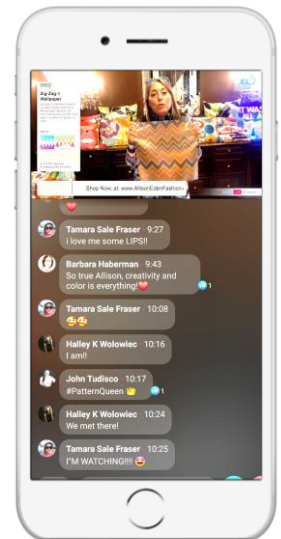 0002
Zig-Zag 1
Wallpaper
Shop Now, at: www.AllisonEdenFashion
Tamara Sale Fraser · 9:27
i love me some LIPS!!
Barbara Haberman · 9:43
So true Allison, creativity and
color is everything!❤️
1
Tamara Sale Fraser · 10:08
🥰🥰
Halley K Wolowiec · 10:16
I am!!
John Tudisco · 10:17
#PatternQueen 👑
1
Halley K Wolowiec · 10:24
We met there!
Tamara Sale Fraser · 10:25
I"M WATCHING!!!! 🤩